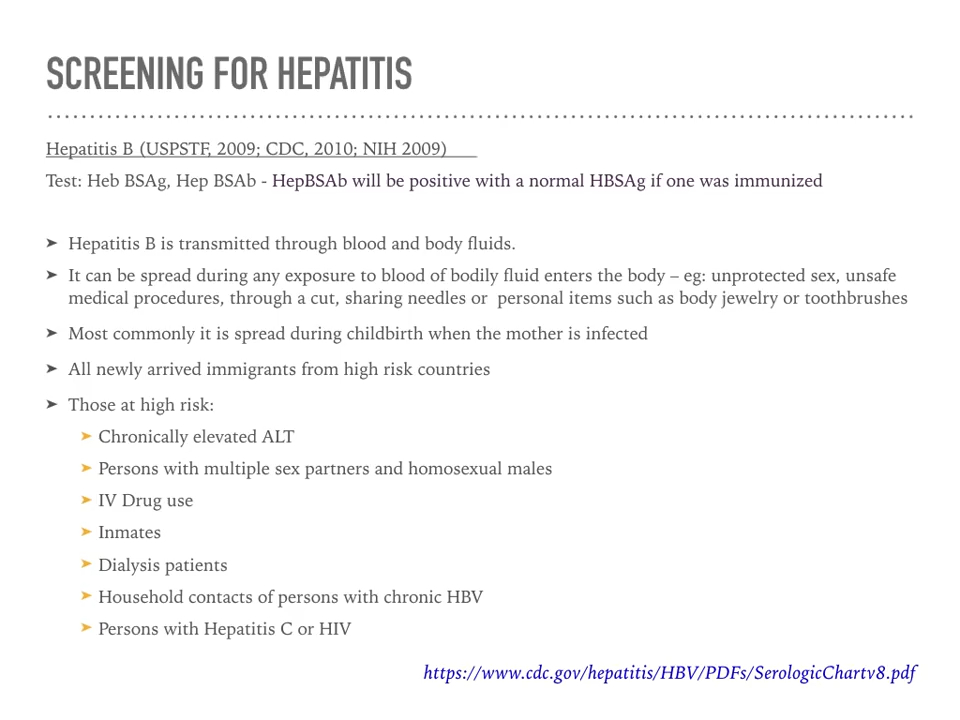 SCREENING FOR HEPATITIS
Hepatitis B (USPSTF, 2009; CDC, 2010; NIH 2009)
Test: Heb BSAg, Hep BSAb - HepBSAb will be positive with a normal HBSAg if one was immunized
➤ Hepatitis B is transmitted through blood and body fluids.
➤ It can be spread during any exposure to blood of bodily fluid enters the body – eg: unprotected sex, unsafe
medical procedures, through a cut, sharing needles or  personal items such as body jewelry or toothbrushes
➤ Most commonly it is spread during childbirth when the mother is infected
➤ All newly arrived immigrants from high risk countries
➤ Those at high risk:
➤ Chronically elevated ALT
➤ Persons with multiple sex partners and homosexual males
➤ IV Drug use
➤ Inmates
➤ Dialysis patients
➤ Household contacts of persons with chronic HBV
➤ Persons with Hepatitis C or HIV
https://www.cdc.gov/hepatitis/HBV/PDFs/SerologicChartv8.pdf